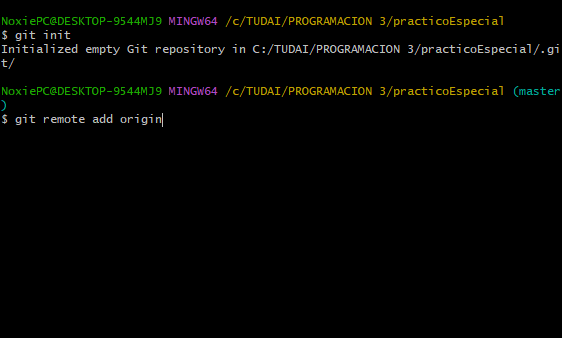 NoxiePC@DESKTOP-9544MJ9 MINGW64 /c/TUDAI/PROGRAMACION 3/practicoEspecial
$ git init
Initialized empty Git repository in C:/TUDAI/PROGRAMACION 3/practicoEspecial/.gi
t/
NoxiePC@DESKTOP-9544MJ9 MINGW64 /c/TUDAI/PROGRAMACION 3/practicoEspecial (master
)
$ git remote add origin